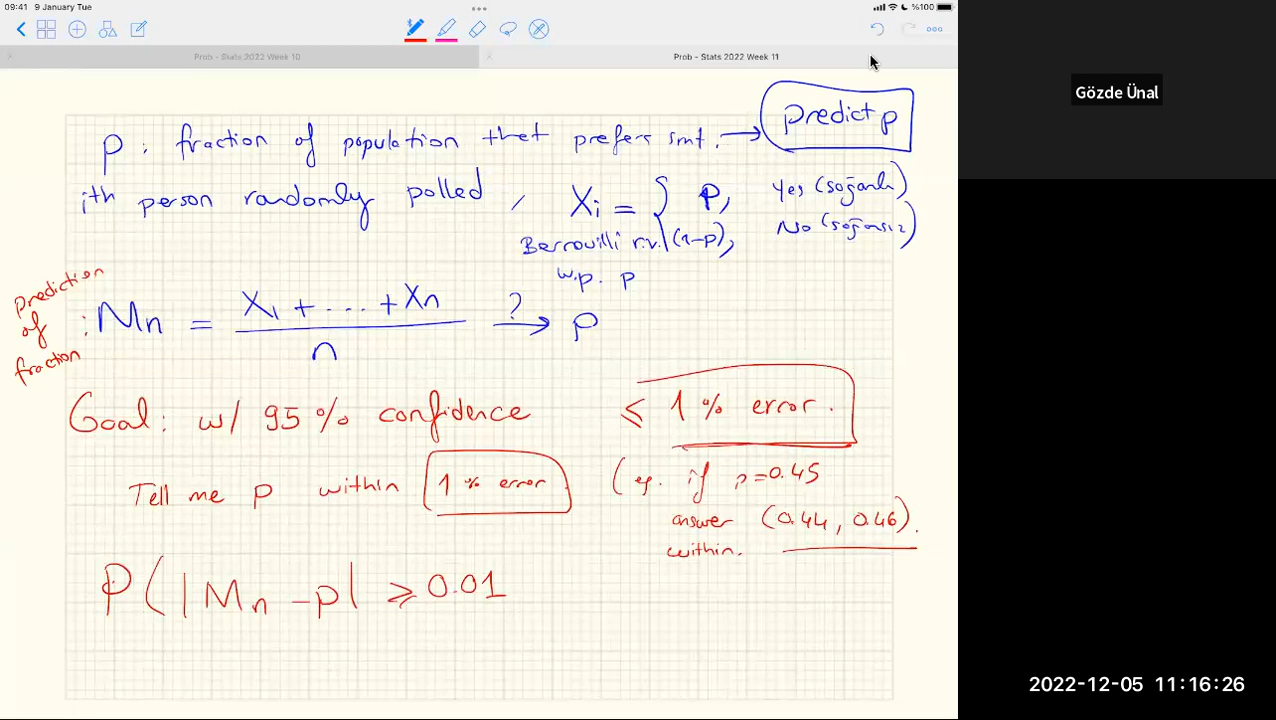 09:41 9 January Tue
%100
Prob - Stats 2022 Week 10
Prob - Stats 2022 Week 11
Gözde Ünal
p : fraction of population that prefers smt. → Predict p
ith person randomly polled , Xi = { p, Yes (soğanlı)
(1-p), No (soğansız)
Bernouilli r.v.
w.p. p
Prediction of fraction : Mn = X1 + ... + Xn / n →? p
Goal: w/ 95 % confidence ≤ 1 % error.
Tell me p within 1 % error (eg. if p=0.45
answer (0.44, 0.46).
within.
P( | Mn - p| ≥ 0.01
2022-12-05 11:16:26